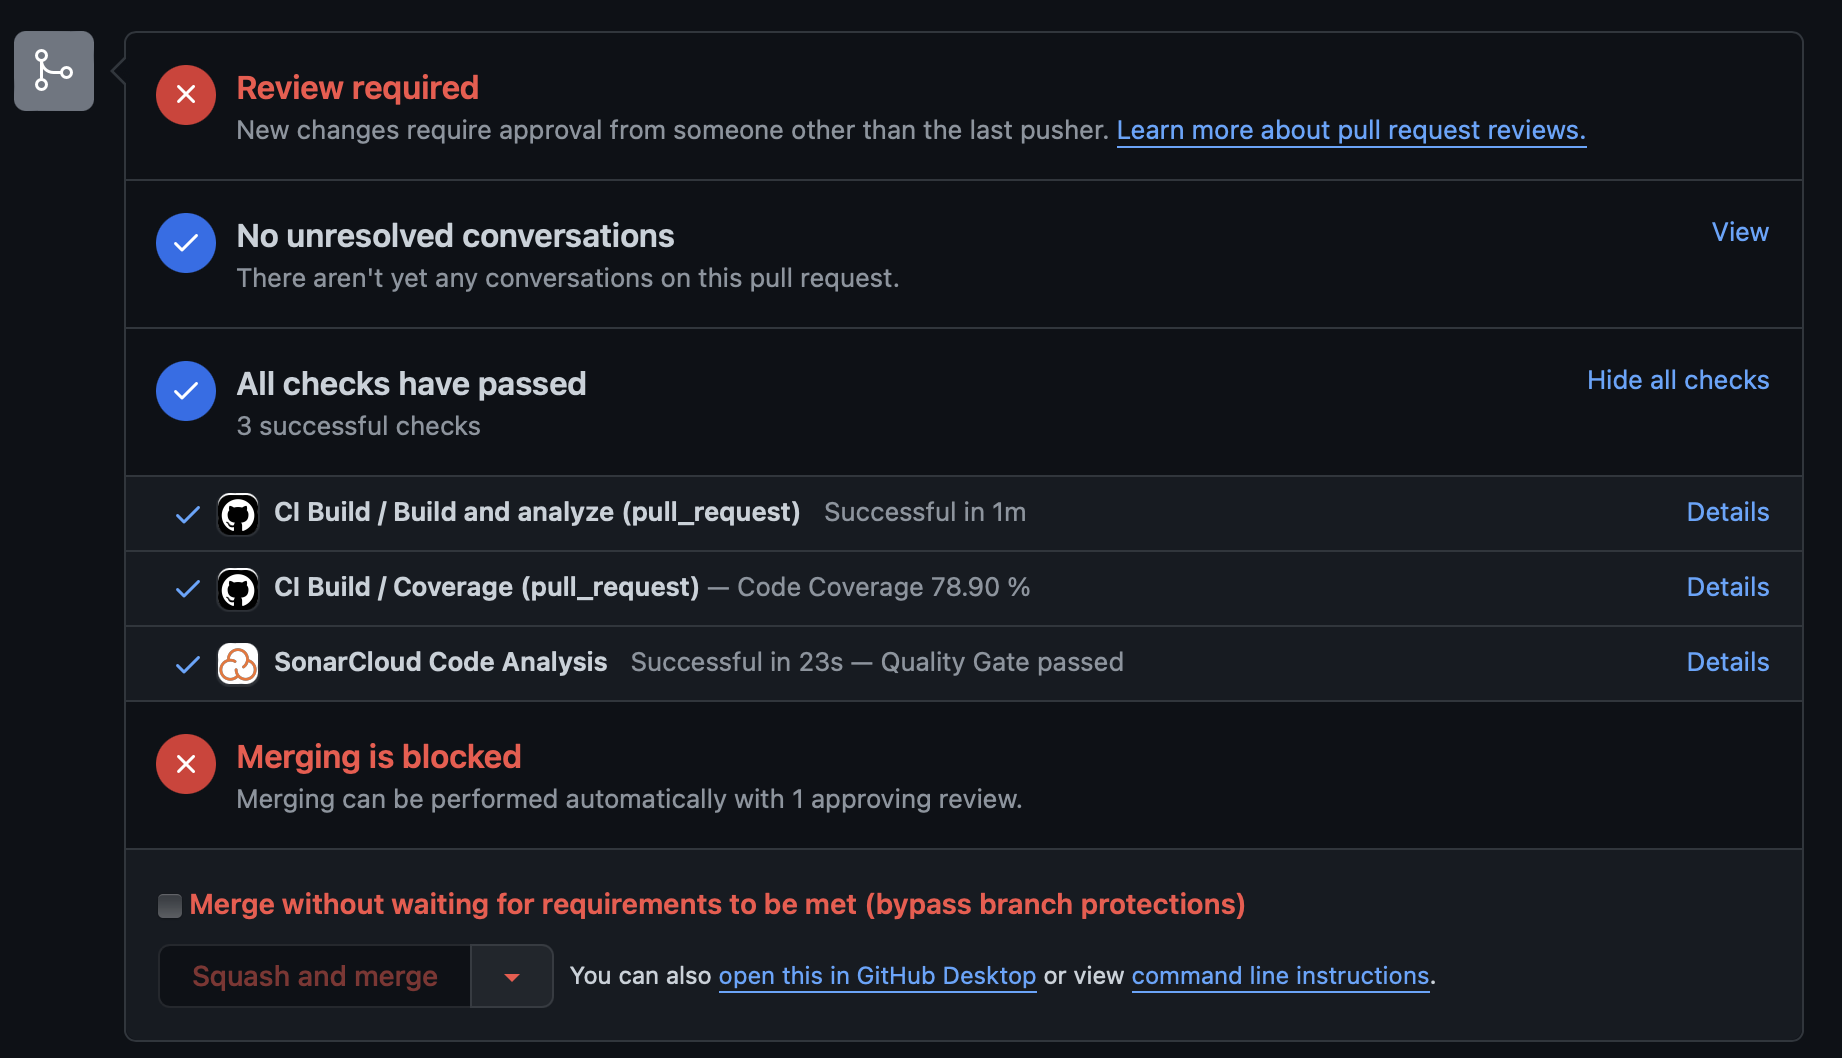 Review required
New changes require approval from someone other than the last pusher. Learn more about pull request reviews.
No unresolved conversations
View
There aren't yet any conversations on this pull request.
All checks have passed
Hide all checks
3 successful checks
CI Build / Build and analyze (pull_request) Successful in 1m Details
CI Build / Coverage (pull_request) — Code Coverage 78.90 % Details
SonarCloud Code Analysis Successful in 23s — Quality Gate passed Details
Merging is blocked
Merging can be performed automatically with 1 approving review.
Merge without waiting for requirements to be met (bypass branch protections)
Squash and merge You can also open this in GitHub Desktop or view command line instructions.